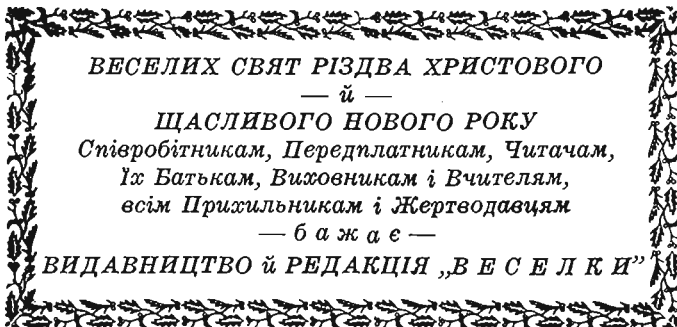 ВЕСЕЛИХ СВЯТ РІЗДВА ХРИСТОВОГО
— й —
ЩАСЛИВОГО НОВОГО РОКУ
Співробітникам, Передплатникам, Читачам,
Їх Батькам, Виховникам і Вчителям,
всім Прихильникам і Жертводавцям
— б а ж а є —
ВИДАВНИЦТВО й РЕДАКЦІЯ „В Е С Е Л К И”